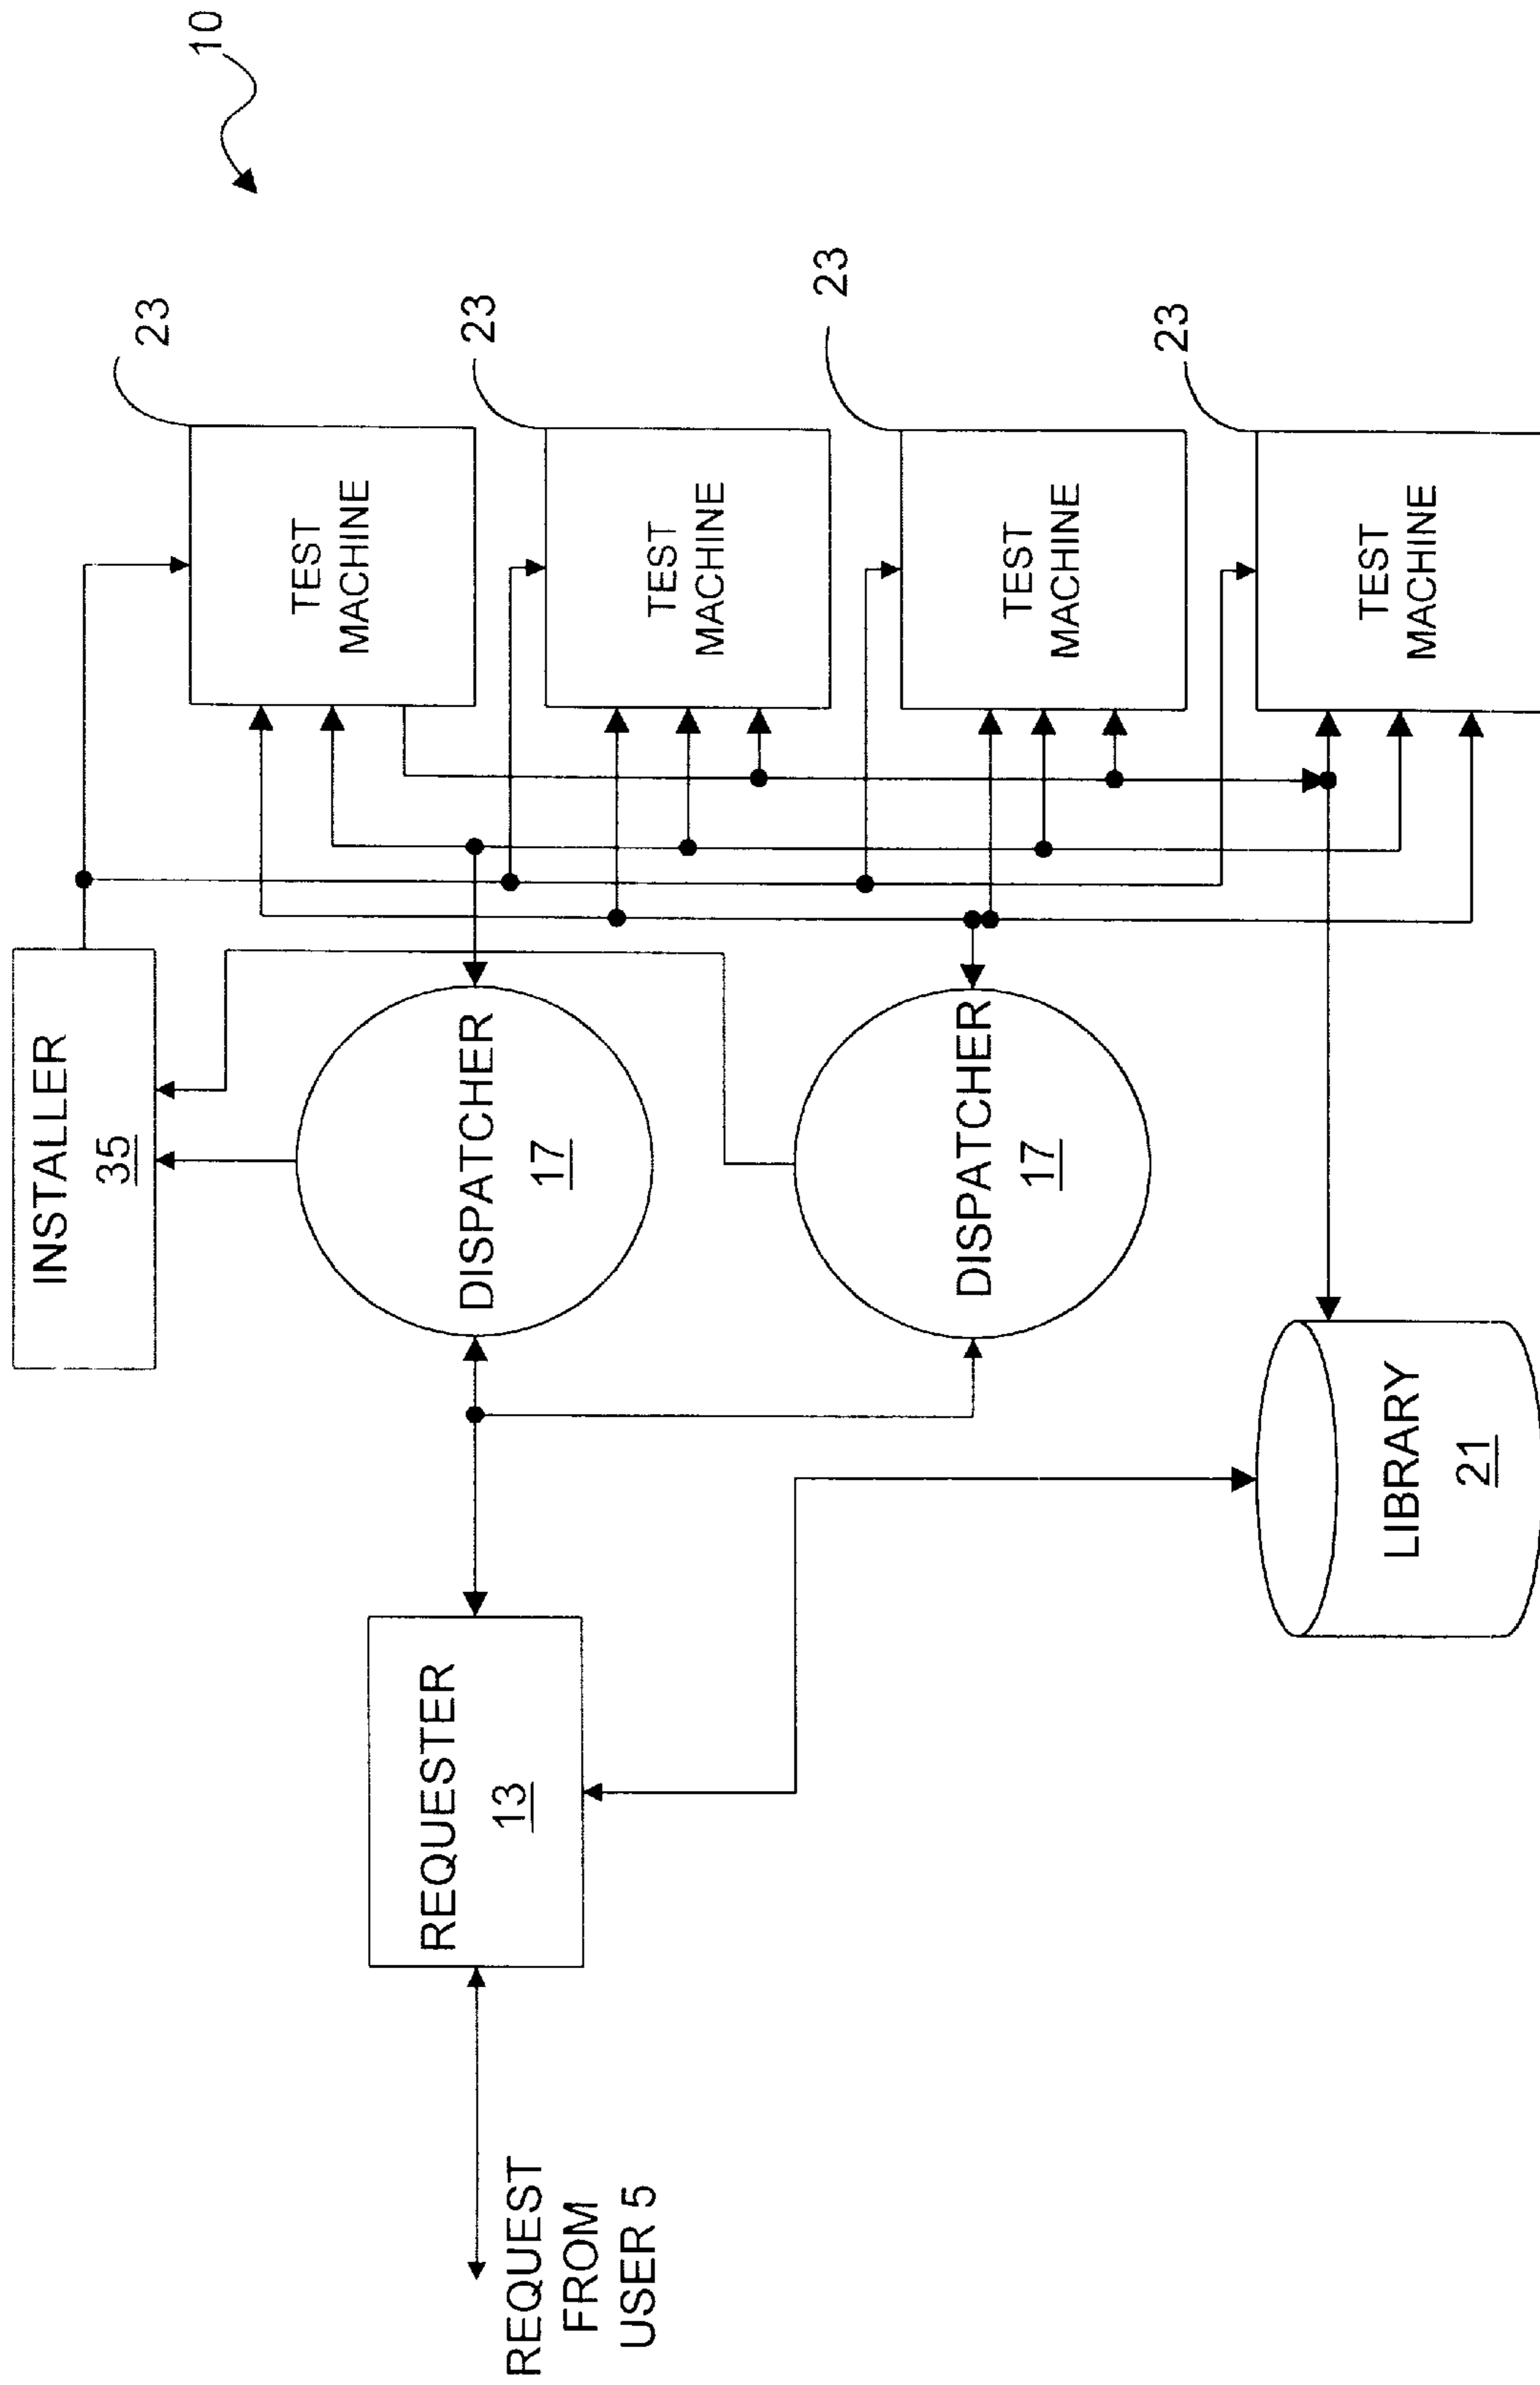 10
INSTALLER
35
23
TEST
MACHINE
DISPATCHER
17
23
TEST
MACHINE
REQUESTER
13
REQUEST
FROM
USER 5
DISPATCHER
17
23
TEST
MACHINE
LIBRARY
21
23
TEST
MACHINE